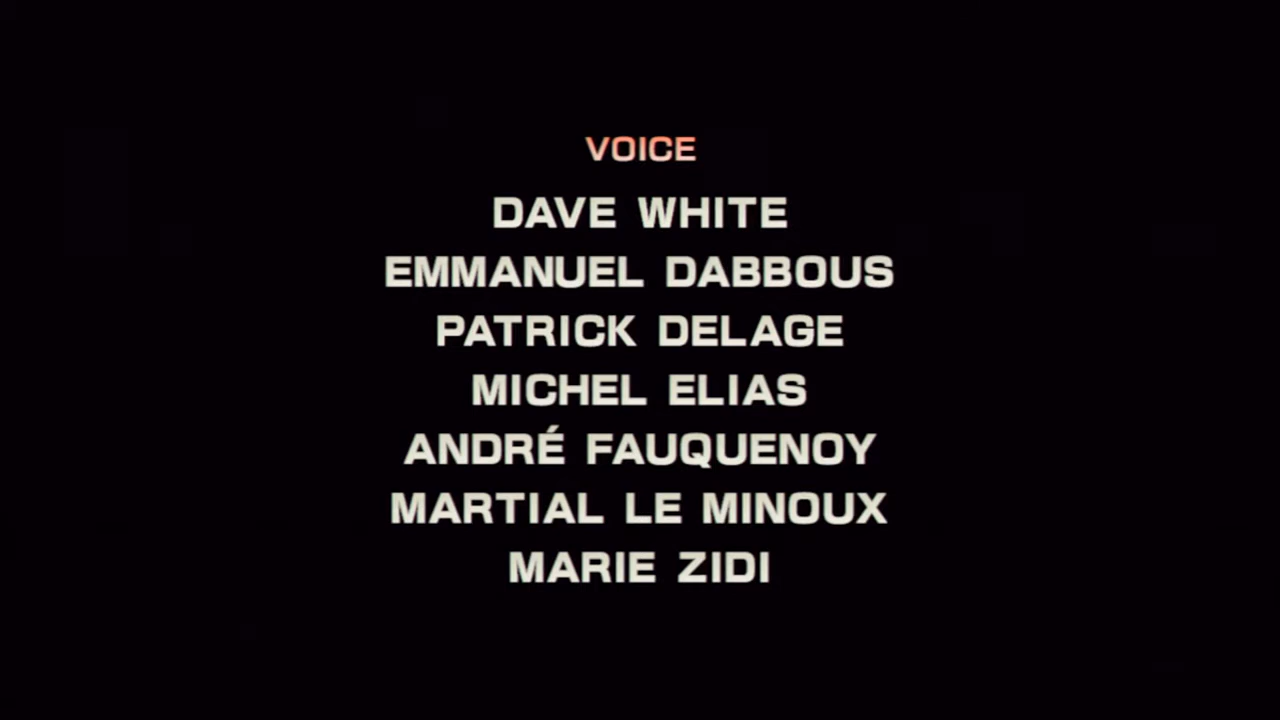 VOICE
DAVE WHITE
EMMANUEL DABBOUS
PATRICK DELAGE
MICHEL ELIAS
ANDRÉ FAUQUENOY
MARTIAL LE MINOUX
MARIE ZIDI